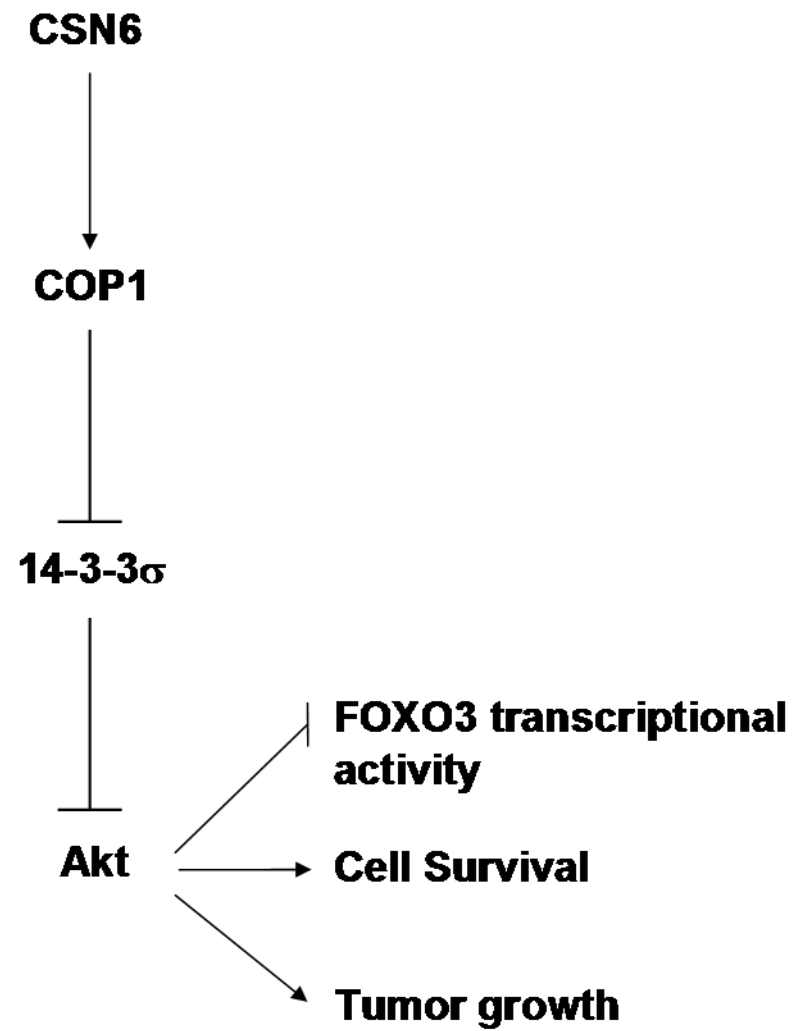 CSN6
COP1
14-3-3σ
FOXO3 transcriptional
activity
Akt
Cell Survival
Tumor growth